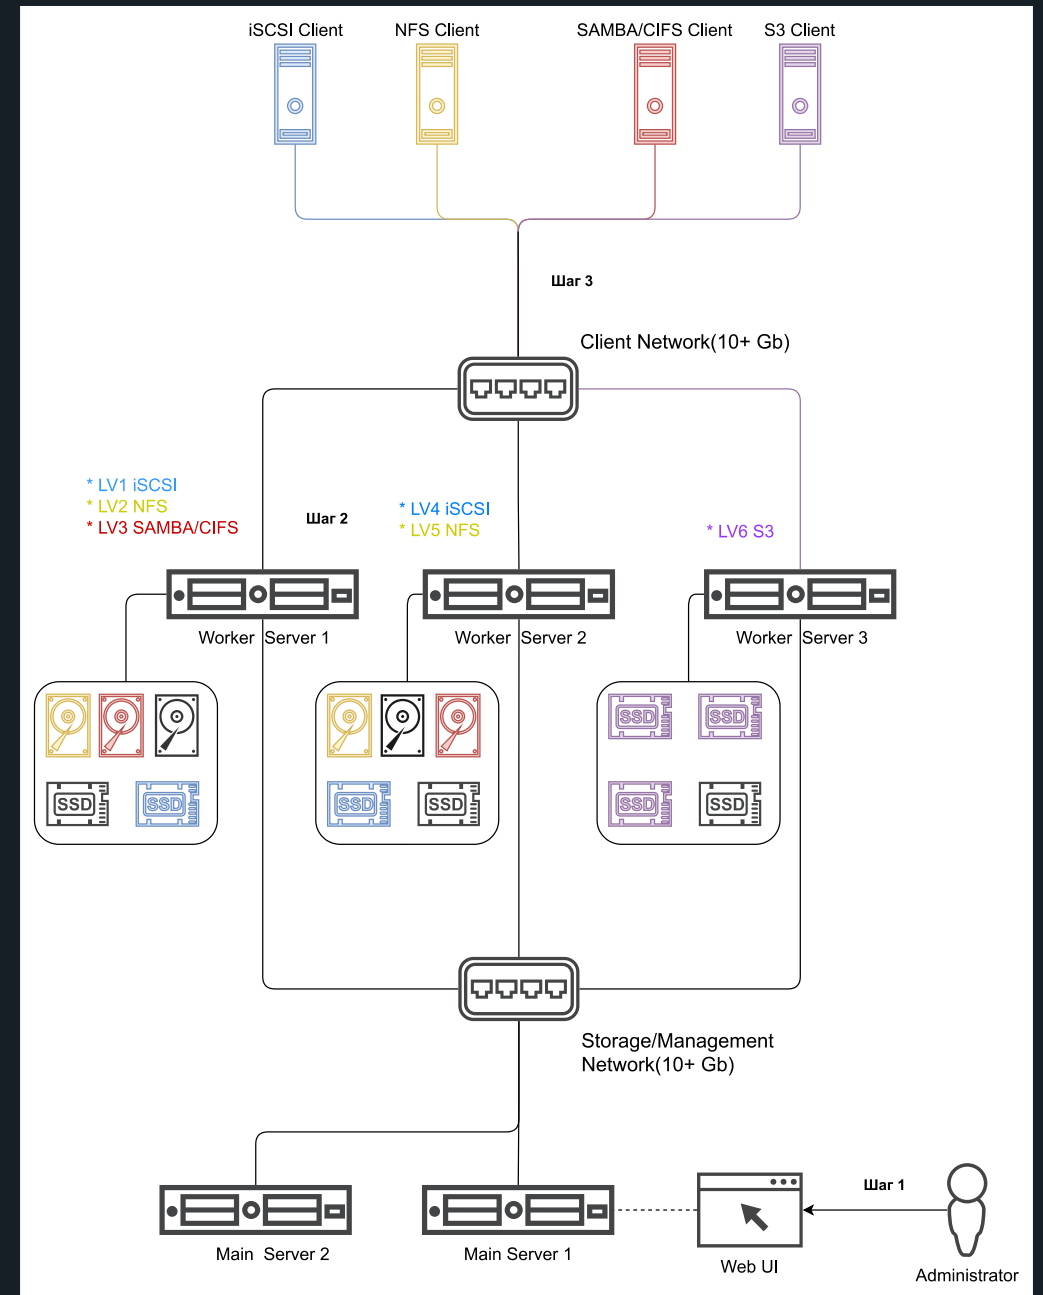 iSCSI Client
NFS Client
SAMBA/CIFS Client
S3 Client
Шаг 3
Client Network(10+ Gb)
* LV1 iSCSI
* LV2 NFS
* LV3 SAMBA/CIFS
Шаг 2
* LV4 iSCSI
* LV5 NFS
* LV6 S3
Worker Server 1
Worker Server 2
Worker Server 3
SSD
SSD
SSD
SSD
SSD
SSD
SSD
SSD
Storage/Management
Network(10+ Gb)
Шаг 1
Main Server 2
Main Server 1
Web UI
Administrator